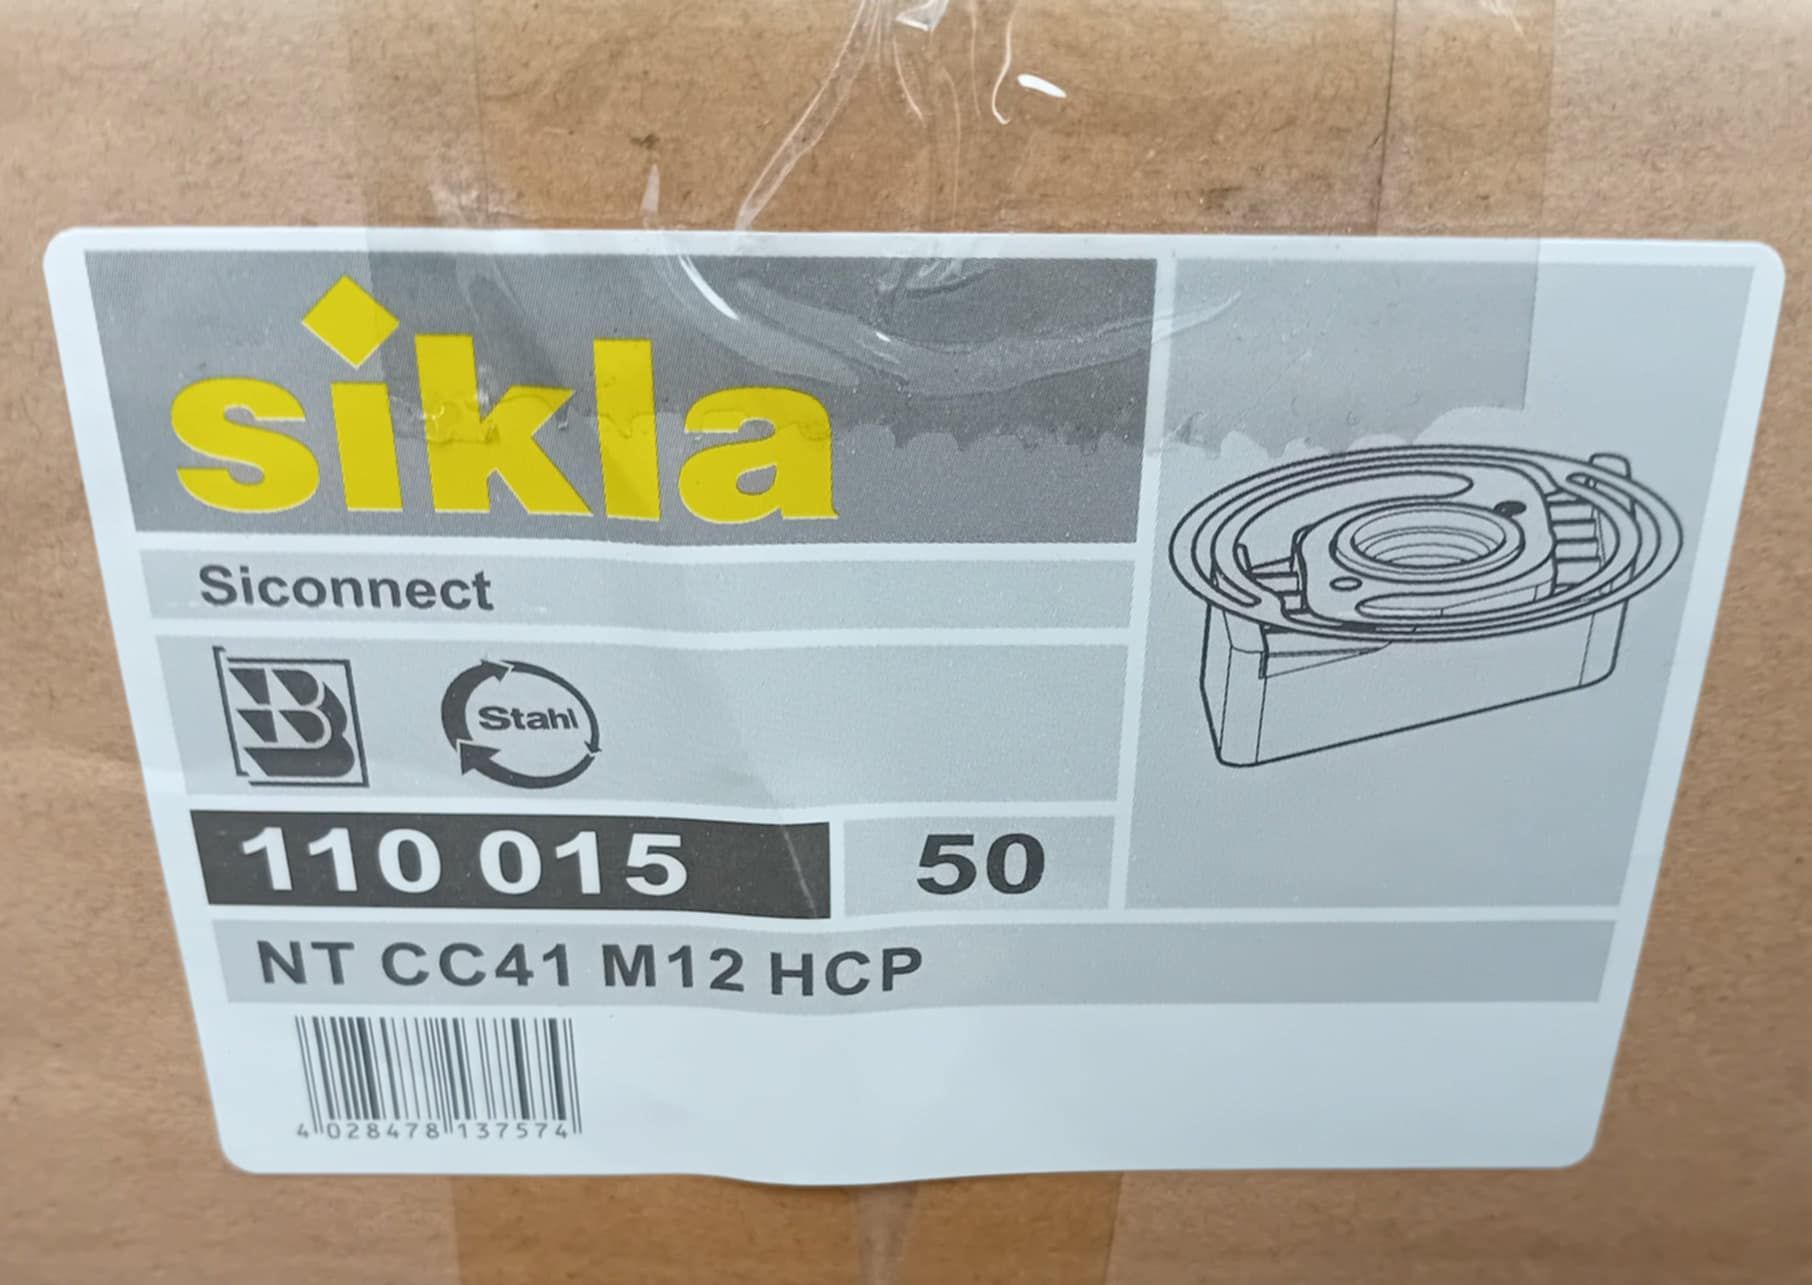 sikla
Siconnect
Stahl
110 015
50
NT CC41 M12 HCP
4 028478 137574